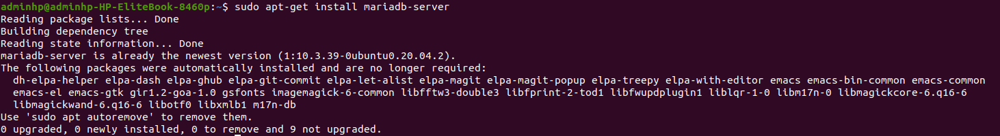 adminhp@adminhp-HP-EliteBook-8460p:~$ sudo apt-get install mariadb-server
Reading package lists... Done
Building dependency tree
Reading state information... Done
mariadb-server is already the newest version (1:10.3.39-0ubuntu0.20.04.2).
The following packages were automatically installed and are no longer required:
  dh-elpa-helper elpa-dash elpa-ghub elpa-git-commit elpa-let-alist elpa-magit elpa-magit-popup elpa-treepy elpa-with-editor emacs emacs-bin-common emacs-common
  emacs-el emacs-gtk gir1.2-goa-1.0 gsfonts imagemagick-6-common libfftw3-double3 libfprint-2-tod1 libfwupdplugin1 liblqr-1-0 libm17n-0 libmagickcore-6.q16-6
  libmagickwand-6.q16-6 libotf0 libxmlb1 m17n-db
Use 'sudo apt autoremove' to remove them.
0 upgraded, 0 newly installed, 0 to remove and 9 not upgraded.